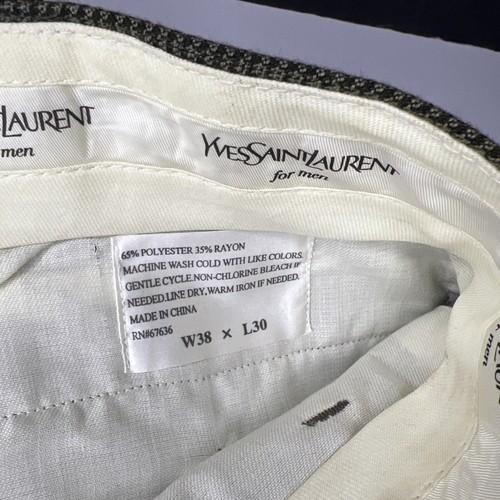 LAURENT
men
YVESSAINTLAURENT
for men
65% POLYESTER 35% RAYON
MACHINE WASH COLD WITH LIKE COLORS.
GENTLE CYCLE.NON-CHLORINE BLEACH IF
NEEDED.LINE DRY.WARM IRON IF NEEDED.
MADE IN CHINA
RN#67636
W38 × L30
men